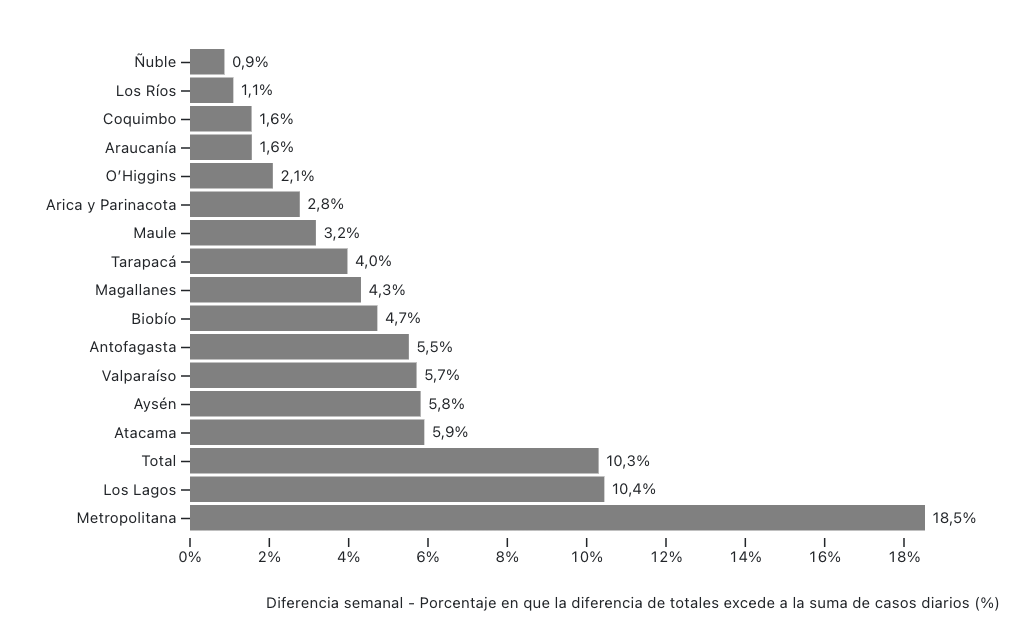 Ñuble 0,9%
Los Ríos 1,1%
Coquimbo 1,6%
Araucanía 1,6%
O’Higgins 2,1%
Arica y Parinacota 2,8%
Maule 3,2%
Tarapacá 4,0%
Magallanes 4,3%
Biobío 4,7%
Antofagasta 5,5%
Valparaíso 5,7%
Aysén 5,8%
Atacama 5,9%
Total 10,3%
Los Lagos 10,4%
Metropolitana 18,5%
0% 2% 4% 6% 8% 10% 12% 14% 16% 18%
Diferencia semanal - Porcentaje en que la diferencia de totales excede a la suma de casos diarios (%)